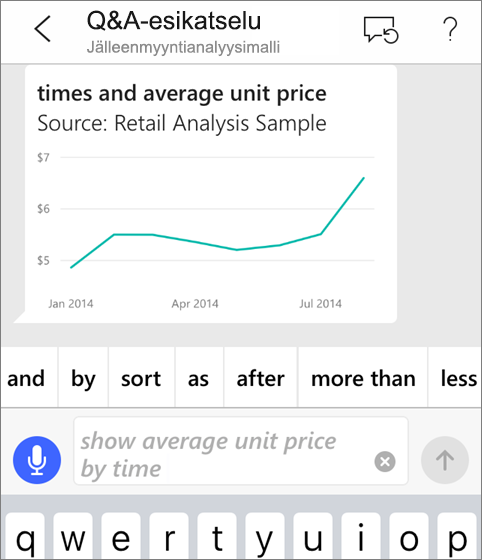 Q&A-esikatselu
Jälleenmyyntianalyysimalli
?
times and average unit price
Source: Retail Analysis Sample
$7
$6
$5
Jan 2014 Apr 2014 Jul 2014
and by sort as after more than less
show average unit price
by time
q w e r t y u i o p